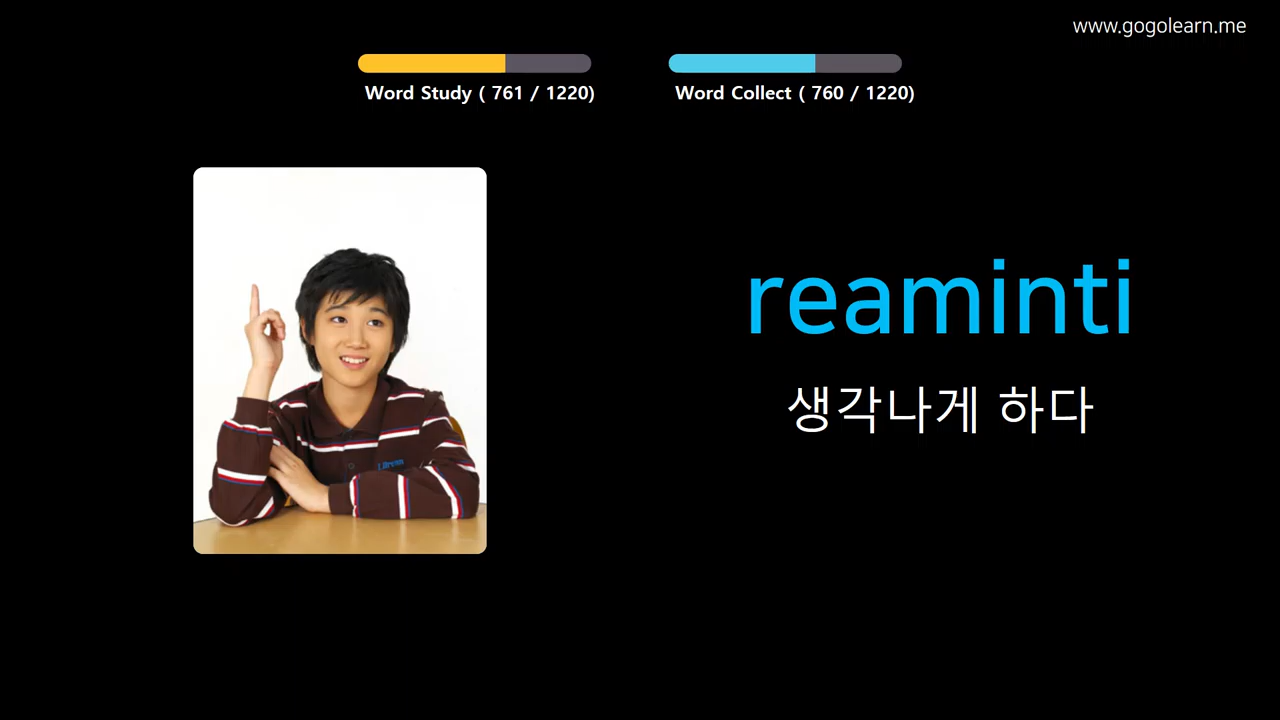 www.gogolearn.me
Word Study ( 761 / 1220)
Word Collect ( 760 / 1220)
reaminti
생각나게 하다